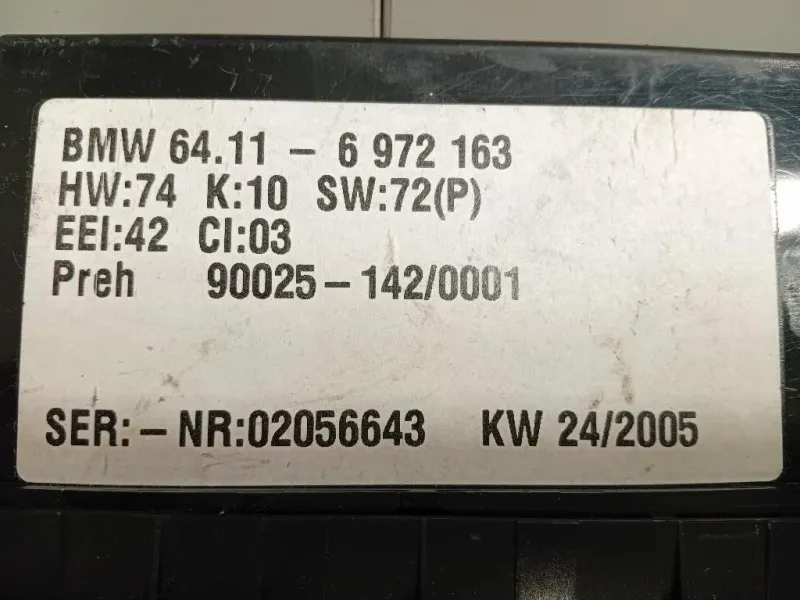 BMW 64.11 - 6 972 163
HW:74 K:10 SW:72(P)
EEI:42 CI:03
Preh 90025-142/0001
SER:-NR:02056643 KW 24/2005